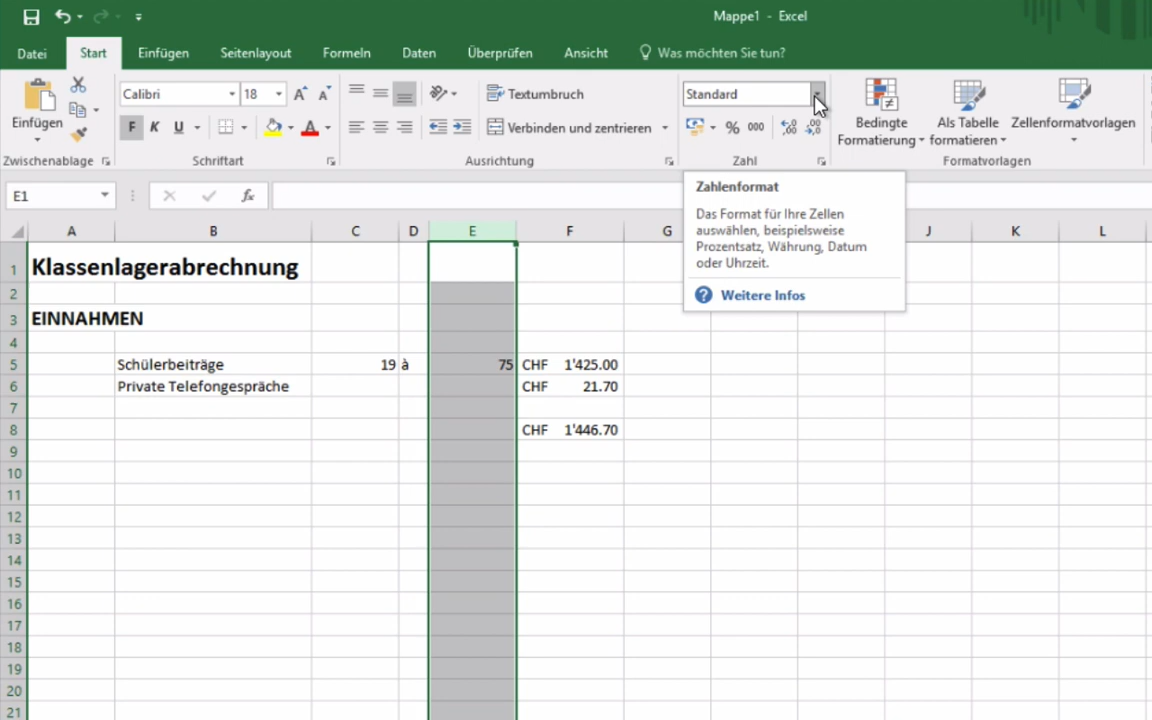 Mappe1 - Excel
Datei Start Einfügen Seitenlayout Formeln Daten Überprüfen Ansicht Was möchten Sie tun?
Calibri 18 A A Textumbruch Standard
Einfügen F K U A Verbinden und zentrieren % 000 Bedingte Formatierung Als Tabelle formatieren Zellenformatvorlagen
Zwischenablage Schriftart Ausrichtung Zahl Formatvorlagen
E1 fx
Zahlenformat
Das Format für Ihre Zellen
auswählen, beispielsweise
Prozentsatz, Währung, Datum
oder Uhrzeit.
? Weitere Infos
A B C D E F G J K L
1 Klassenlagerabrechnung
2
3 EINNAHMEN
4
5 Schülerbeiträge 19 à 75 CHF 1'425.00
6 Private Telefongespräche CHF 21.70
7
8 CHF 1'446.70
9
10
11
12
13
14
15
16
17
18
19
20
21